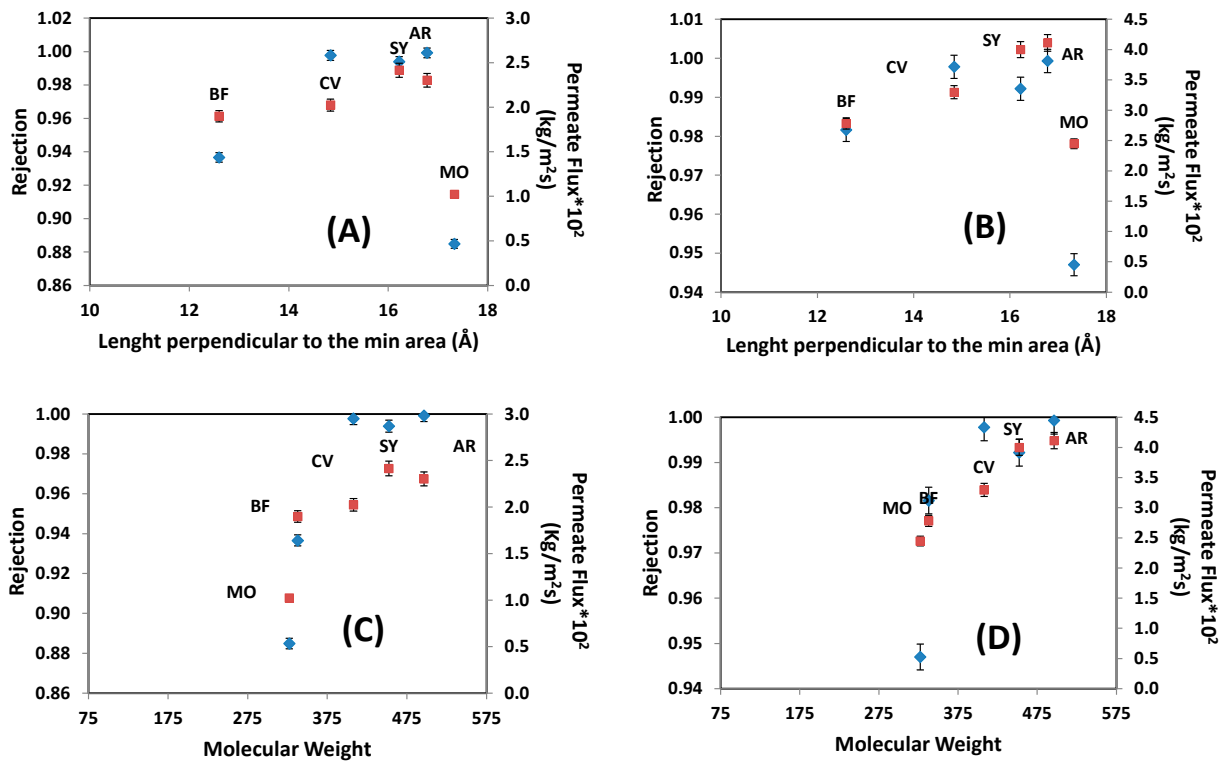 1.02
1.00
0.98
0.96
0.94
0.92
0.90
0.88
0.86
Rejection
3.0
2.5
2.0
1.5
1.0
0.5
0.0
Permeate Flux*10²
(kg/m²s)
AR
SY
CV
BF
MO
(A)
10 12 14 16 18
Lenght perpendicular to the min area (Å)
1.01
1.00
0.99
0.98
0.97
0.96
0.95
0.94
Rejection
4.5
4.0
3.5
3.0
2.5
2.0
1.5
1.0
0.5
0.0
Permeate Flux*10²
(kg/m²s)
SY
AR
CV
BF
MO
(B)
10 12 14 16 18
Lenght perpendicular to the min area (Å)
1.00
0.98
0.96
0.94
0.92
0.90
0.88
0.86
Rejection
3.0
2.5
2.0
1.5
1.0
0.5
0.0
Permeate Flux*10²
(Kg/m²s)
SY AR
CV
BF
MO
(C)
75 175 275 375 475 575
Molecular Weight
1.00
0.99
0.98
0.97
0.96
0.95
0.94
Rejection
4.5
4.0
3.5
3.0
2.5
2.0
1.5
1.0
0.5
0.0
Permeate Flux*10²
(kg/m²s)
SY
AR
CV
BF
MO
(D)
75 175 275 375 475 575
Molecular Weight